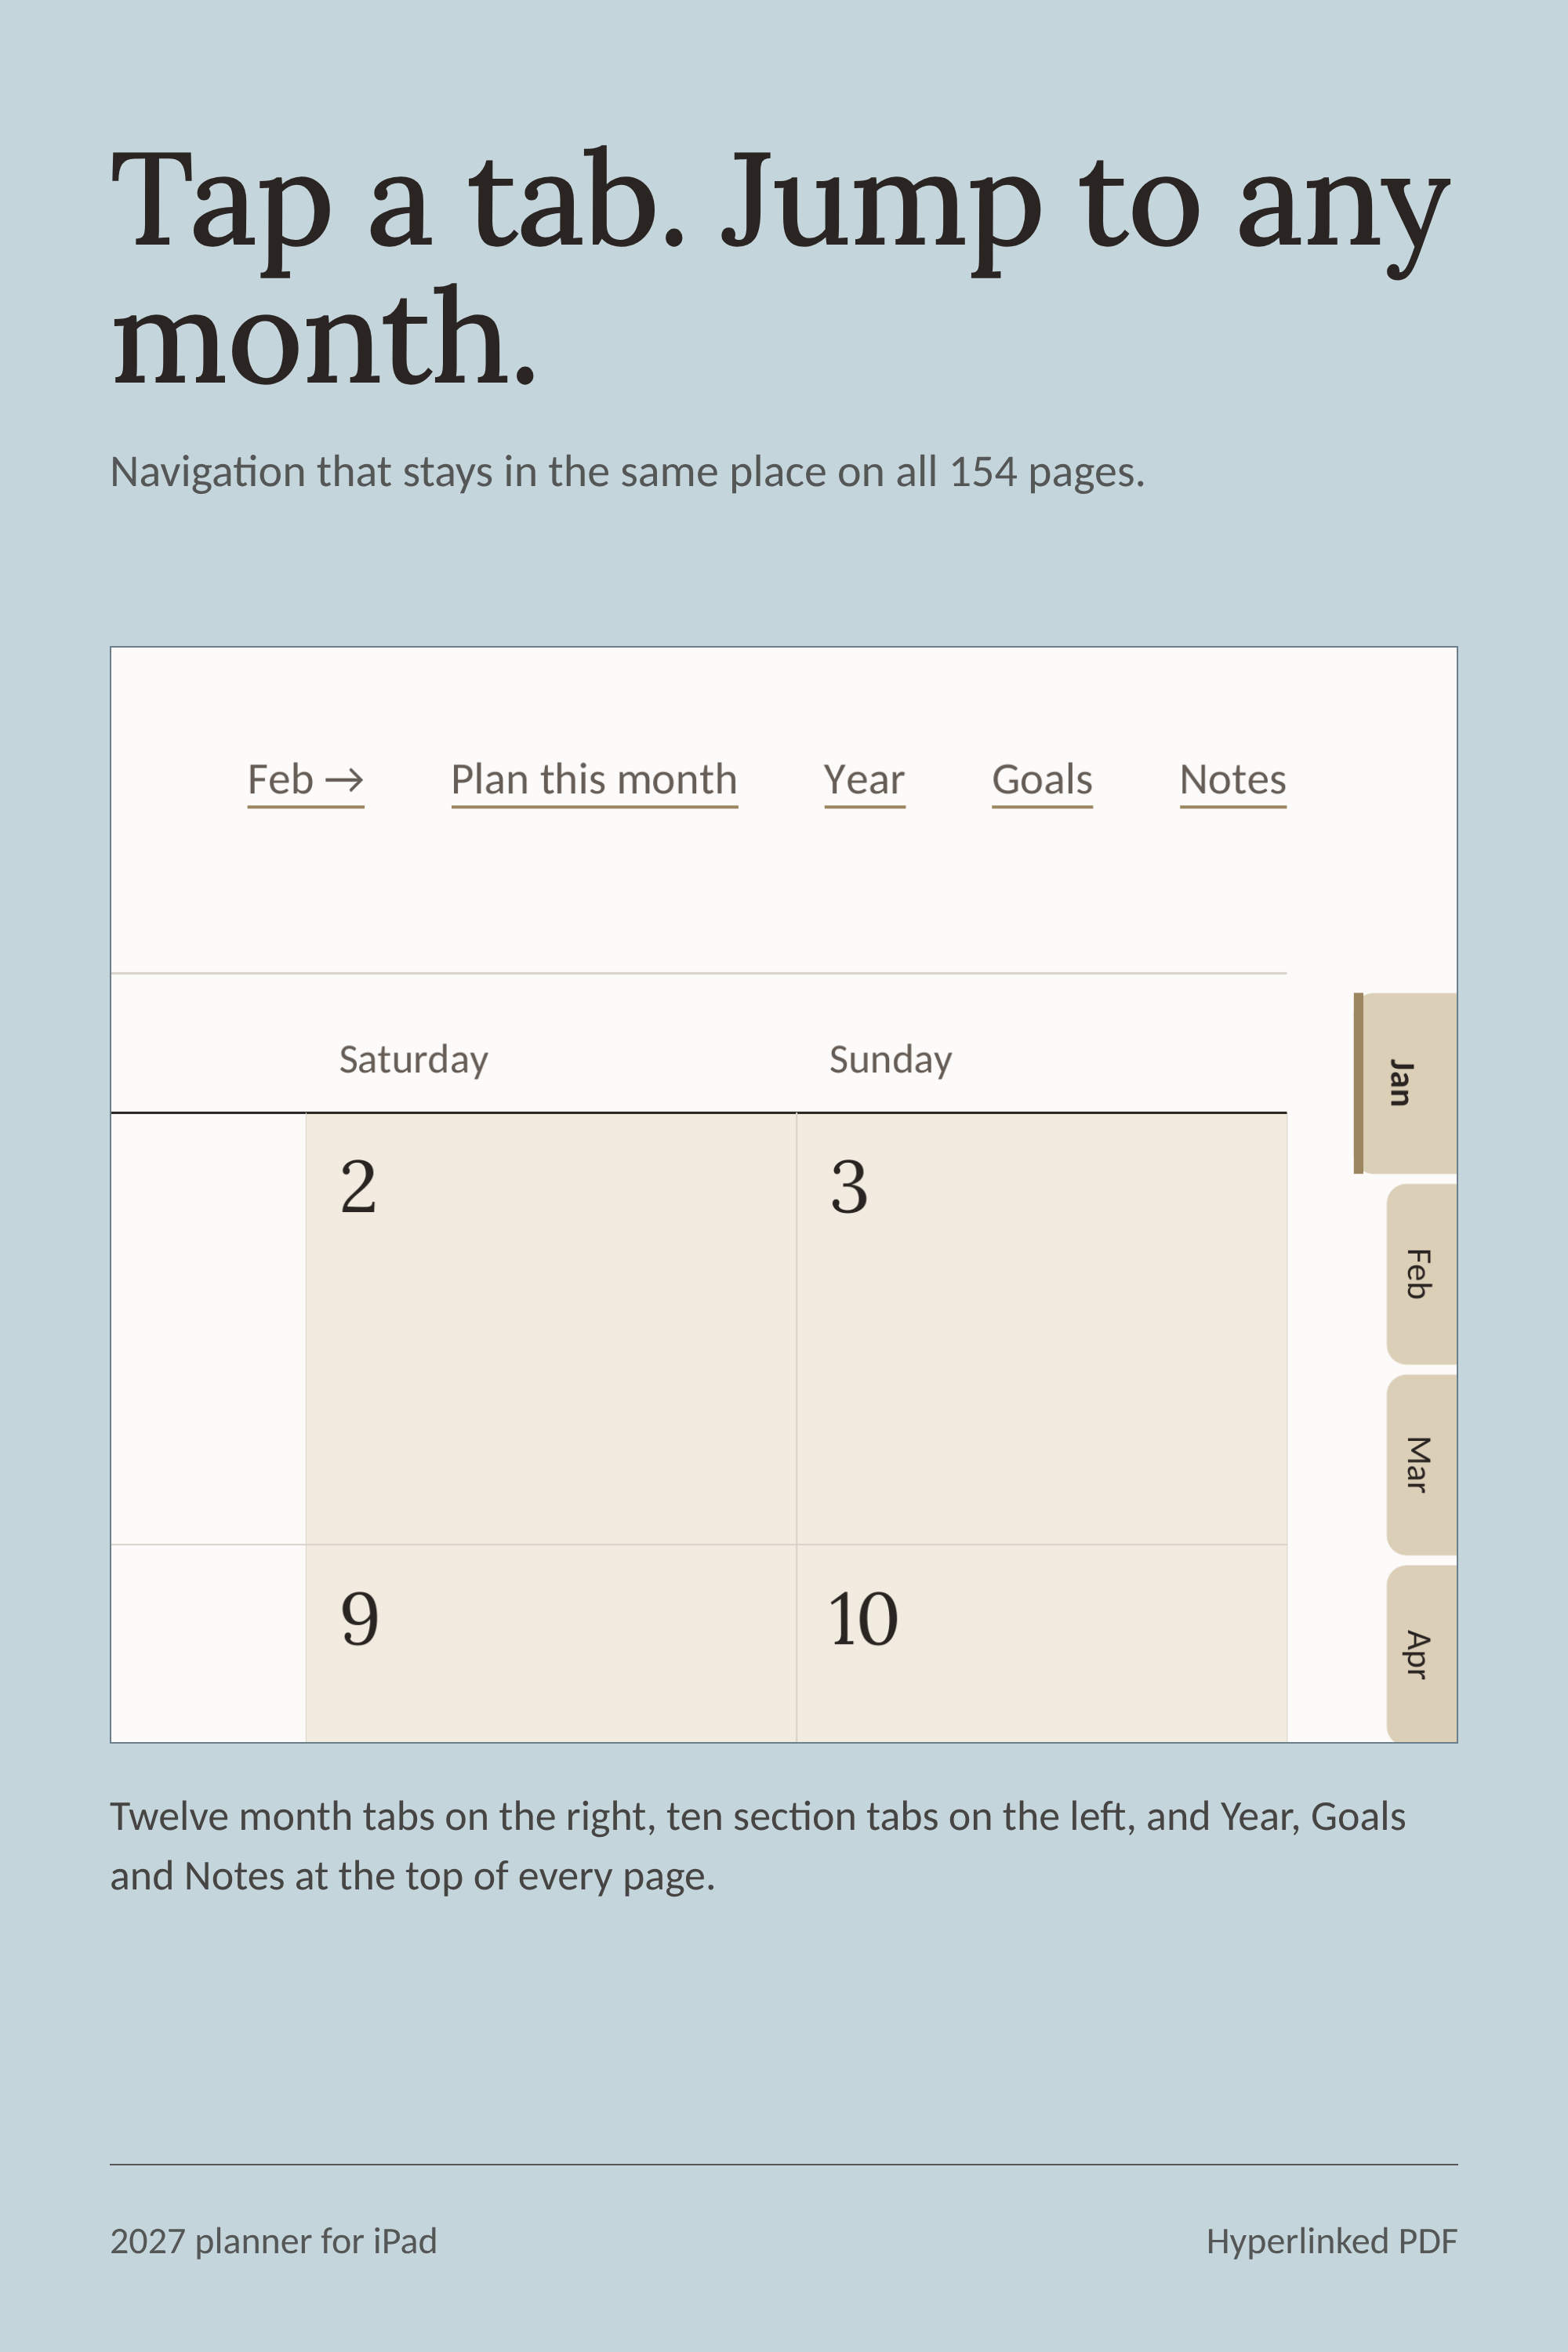 Tap a tab. Jump to any
month.
Navigation that stays in the same place on all 154 pages.
Feb → Plan this month Year Goals Notes
Saturday Sunday
Jan
2 3
Feb
Mar
9 10
Apr
Twelve month tabs on the right, ten section tabs on the left, and Year, Goals
and Notes at the top of every page.
2027 planner for iPad Hyperlinked PDF